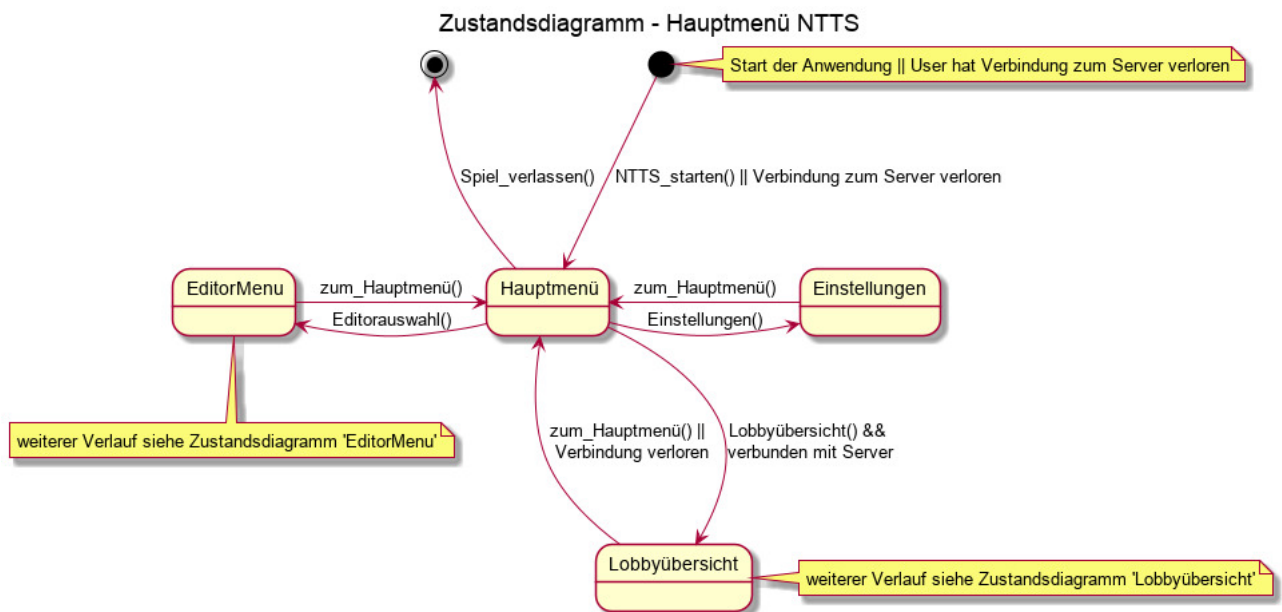 Zustandsdiagramm - Hauptmenü NTTS
Start der Anwendung || User hat Verbindung zum Server verloren
Spiel_verlassen()
NTTS_starten() || Verbindung zum Server verloren
EditorMenu
zum_Hauptmenü()
Hauptmenü
zum_Hauptmenü()
Einstellungen
Editorauswahl()
Einstellungen()
weiterer Verlauf siehe Zustandsdiagramm 'EditorMenu'
zum_Hauptmenü() ||
Verbindung verloren
Lobbyübersicht() &&
verbunden mit Server
Lobbyübersicht
weiterer Verlauf siehe Zustandsdiagramm 'Lobbyübersicht'